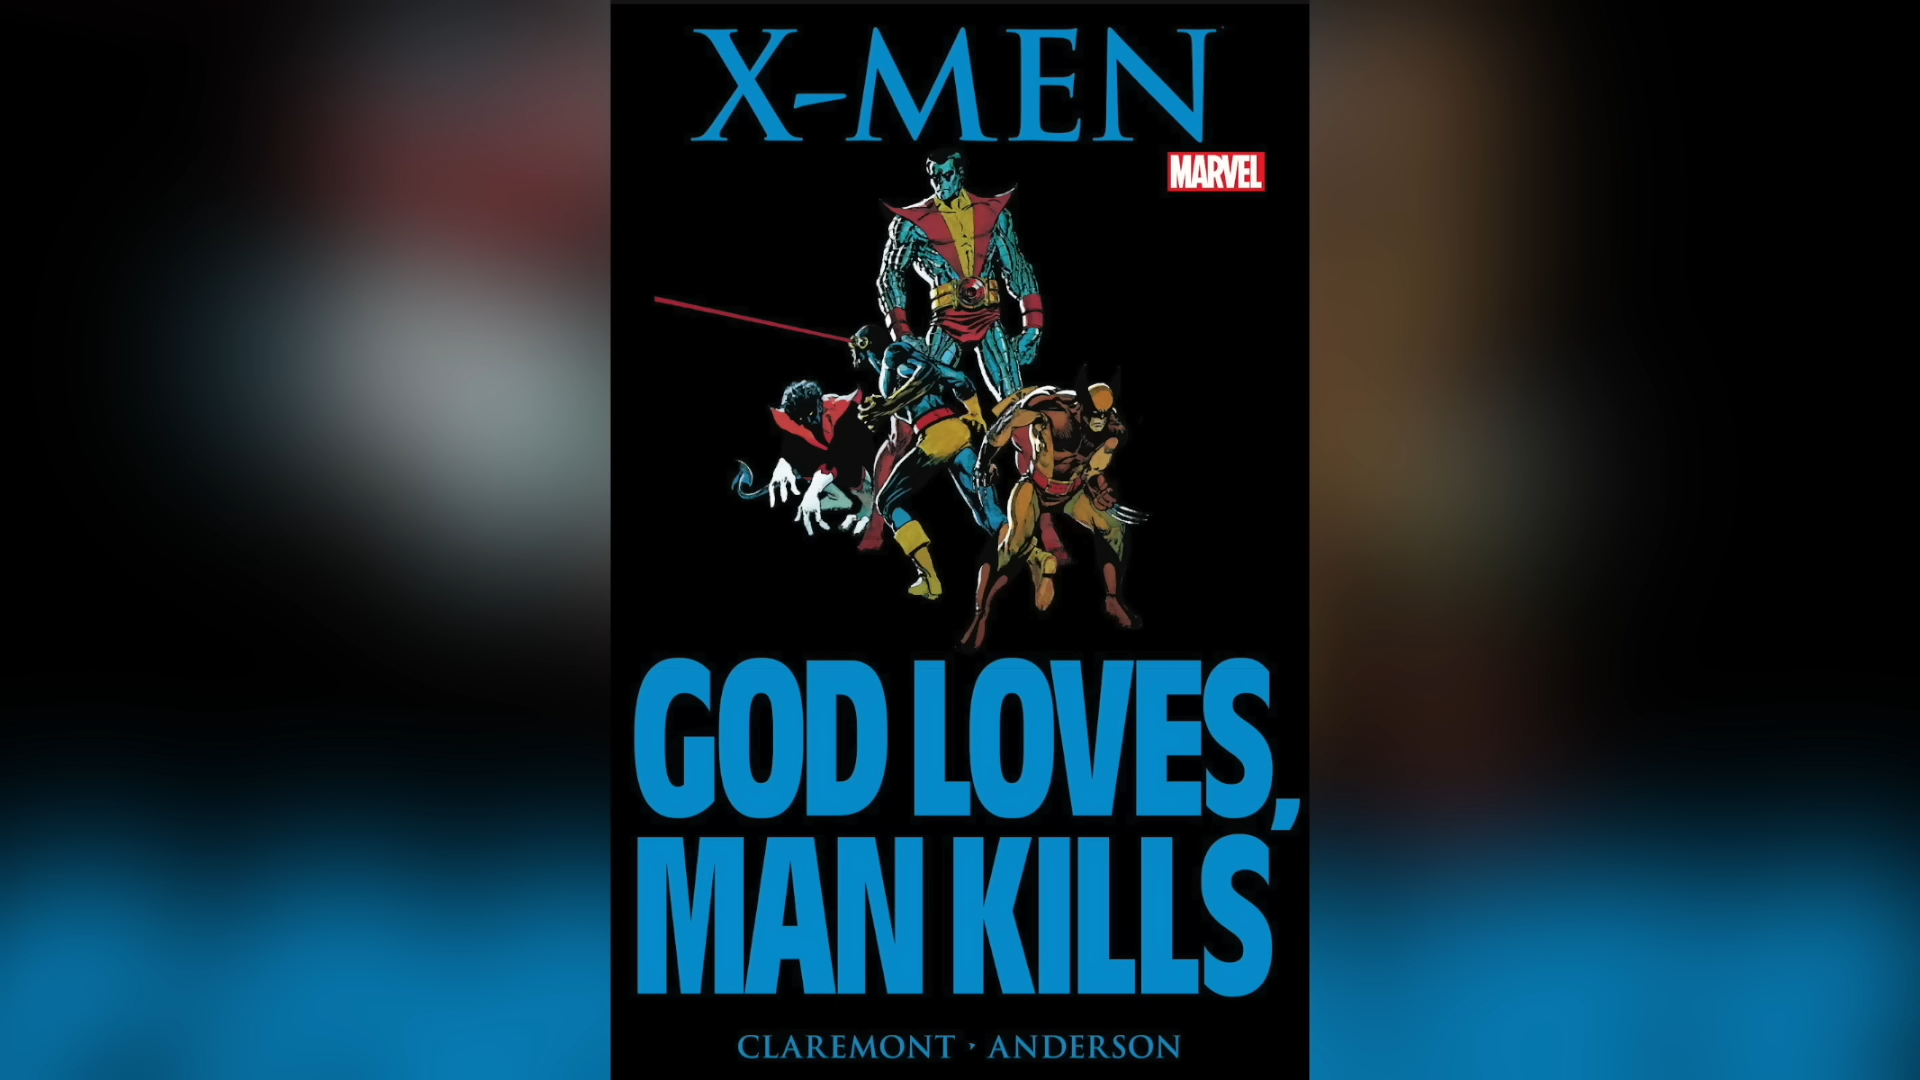 X-MEN
MARVEL
GOD LOVES,
MAN KILLS
CLAREMONT · ANDERSON